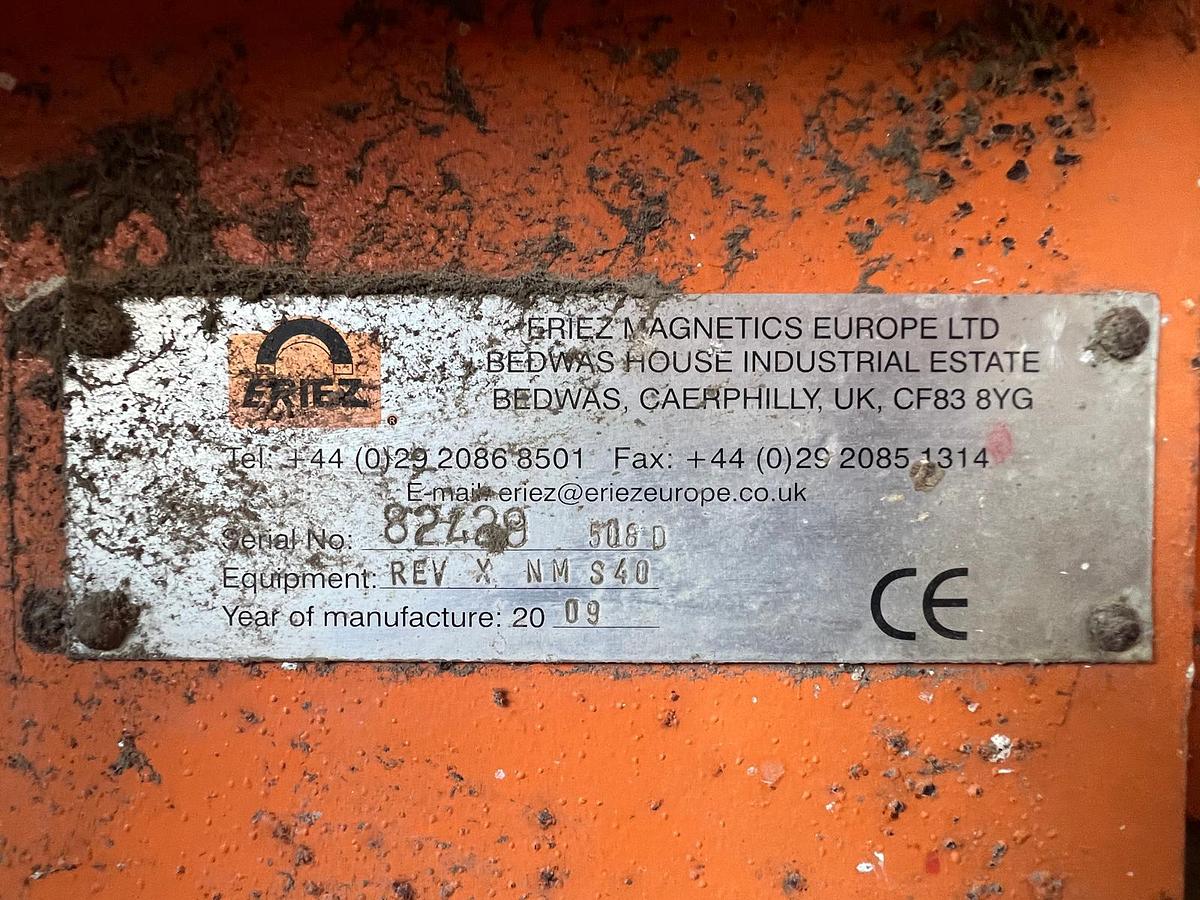 ERIEZ
®
ERIEZ MAGNETICS EUROPE LTD
BEDWAS HOUSE INDUSTRIAL ESTATE
BEDWAS, CAERPHILLY, UK, CF83 8YG
Tel: +44 (0)29 2086 8501 Fax: +44 (0)29 2085 1314
E-mail: eriez@eriezeurope.co.uk
Serial No: 508D
Equipment: REV X NM S40
Year of manufacture: 20 09
CE